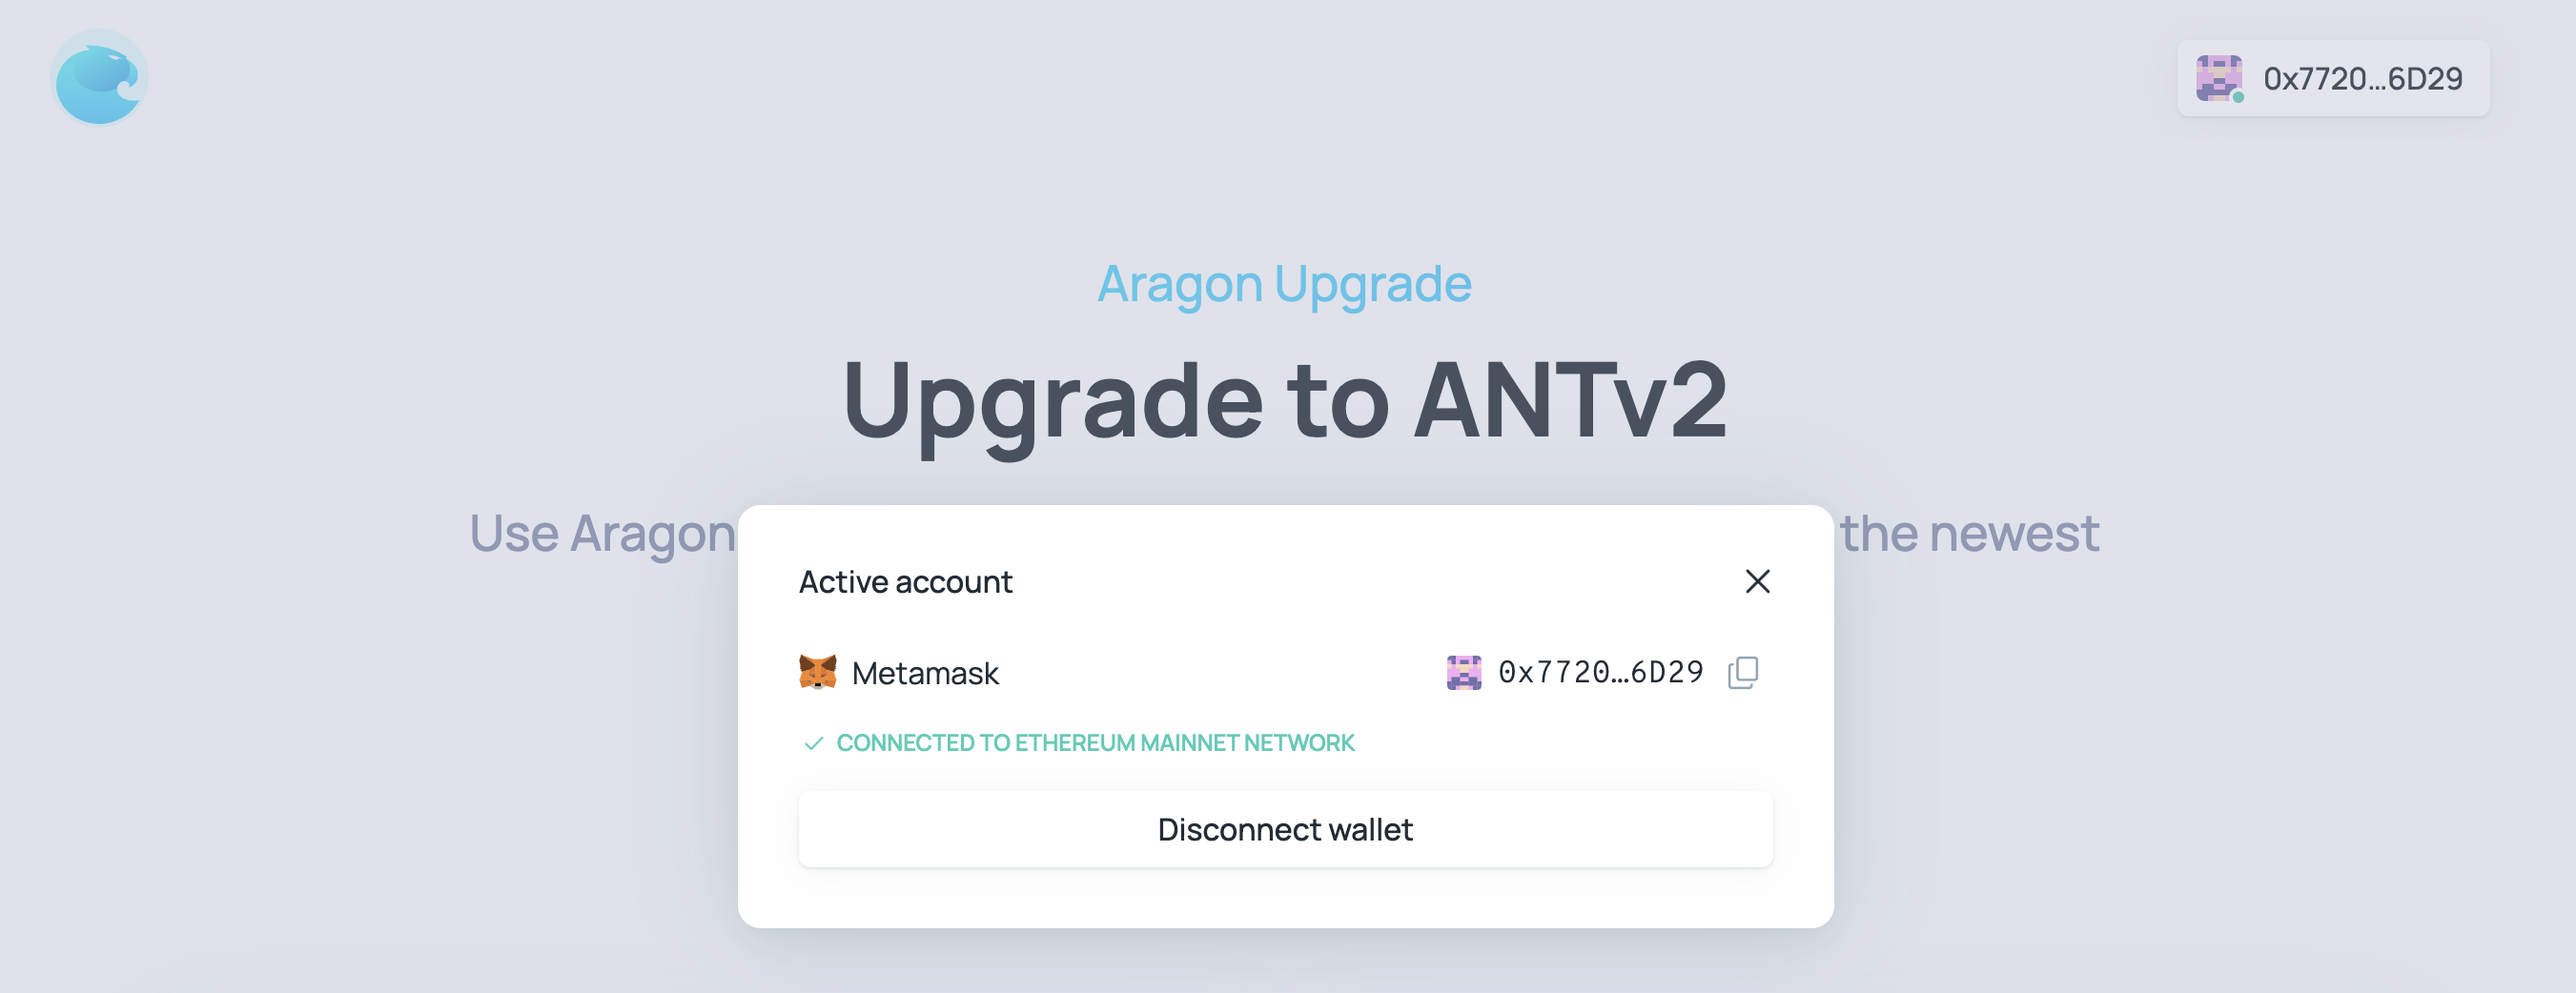 0x7720…6D29
Aragon Upgrade
Upgrade to ANTv2
Use Aragon the newest
Active account
Metamask 0x7720…6D29
CONNECTED TO ETHEREUM MAINNET NETWORK
Disconnect wallet